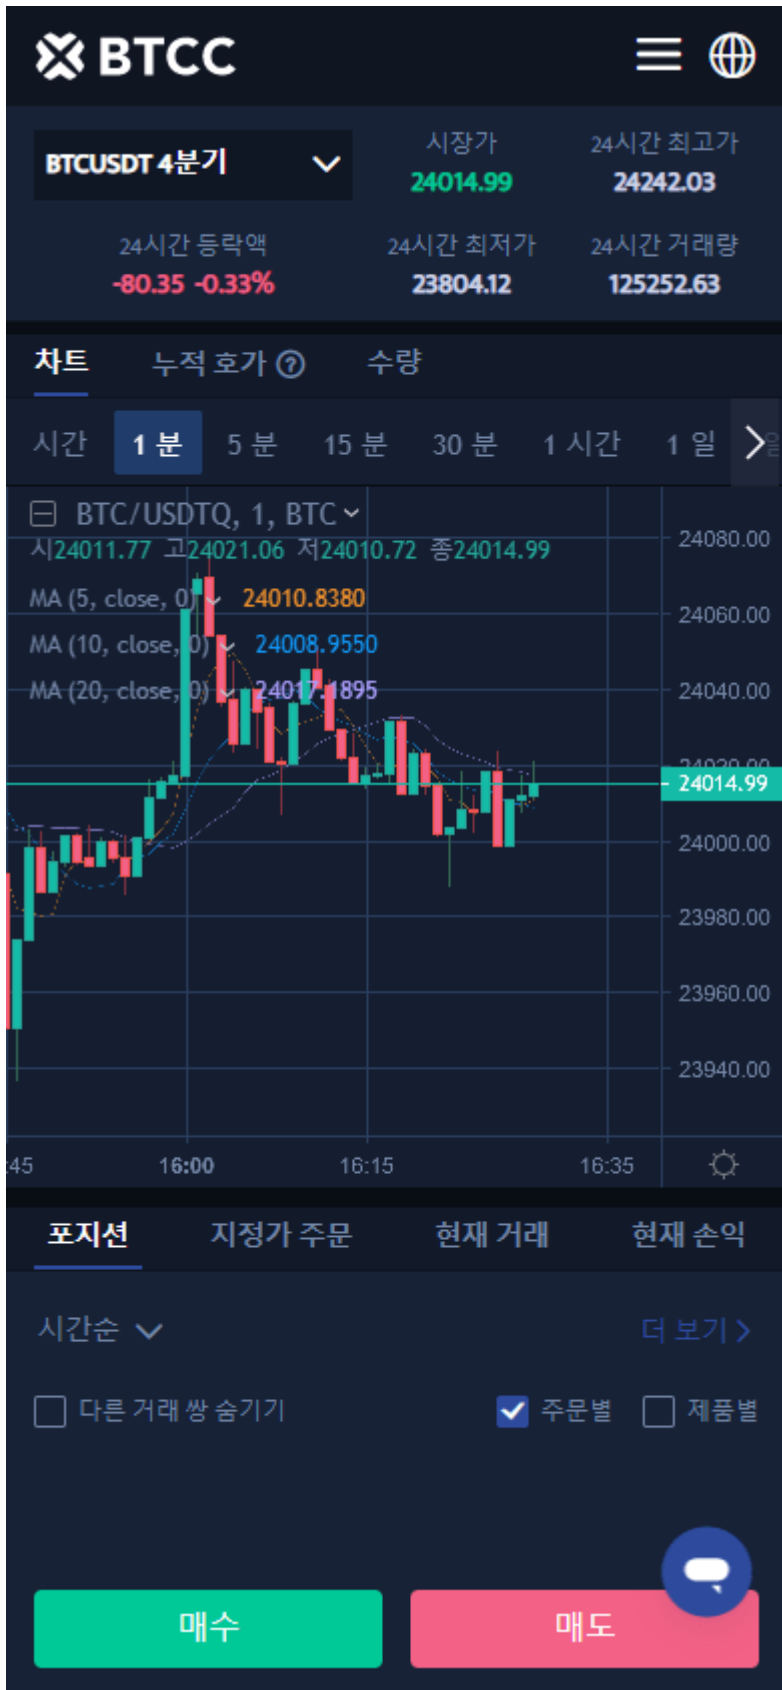 BTCC
BTCUSDT 4분기
시장가
24014.99
24시간 최고가
24242.03
24시간 등락액
-80.35 -0.33%
24시간 최저가
23804.12
24시간 거래량
125252.63
차트 누적 호가 ? 수량
시간 1 분 5 분 15 분 30 분 1 시간 1 일
BTC/USDTQ, 1, BTC
시24011.77 고24021.06 저24010.72 종24014.99
MA (5, close, 0) 24010.8380
MA (10, close, 0) 24008.9550
MA (20, close, 0) 24017.1895
24080.00
24060.00
24040.00
24020.00
24014.99
24000.00
23980.00
23960.00
23940.00
:45 16:00 16:15 16:35
포지션 지정가 주문 현재 거래 현재 손익
시간순 더 보기
다른 거래 쌍 숨기기 주문별 제품별
매수 매도